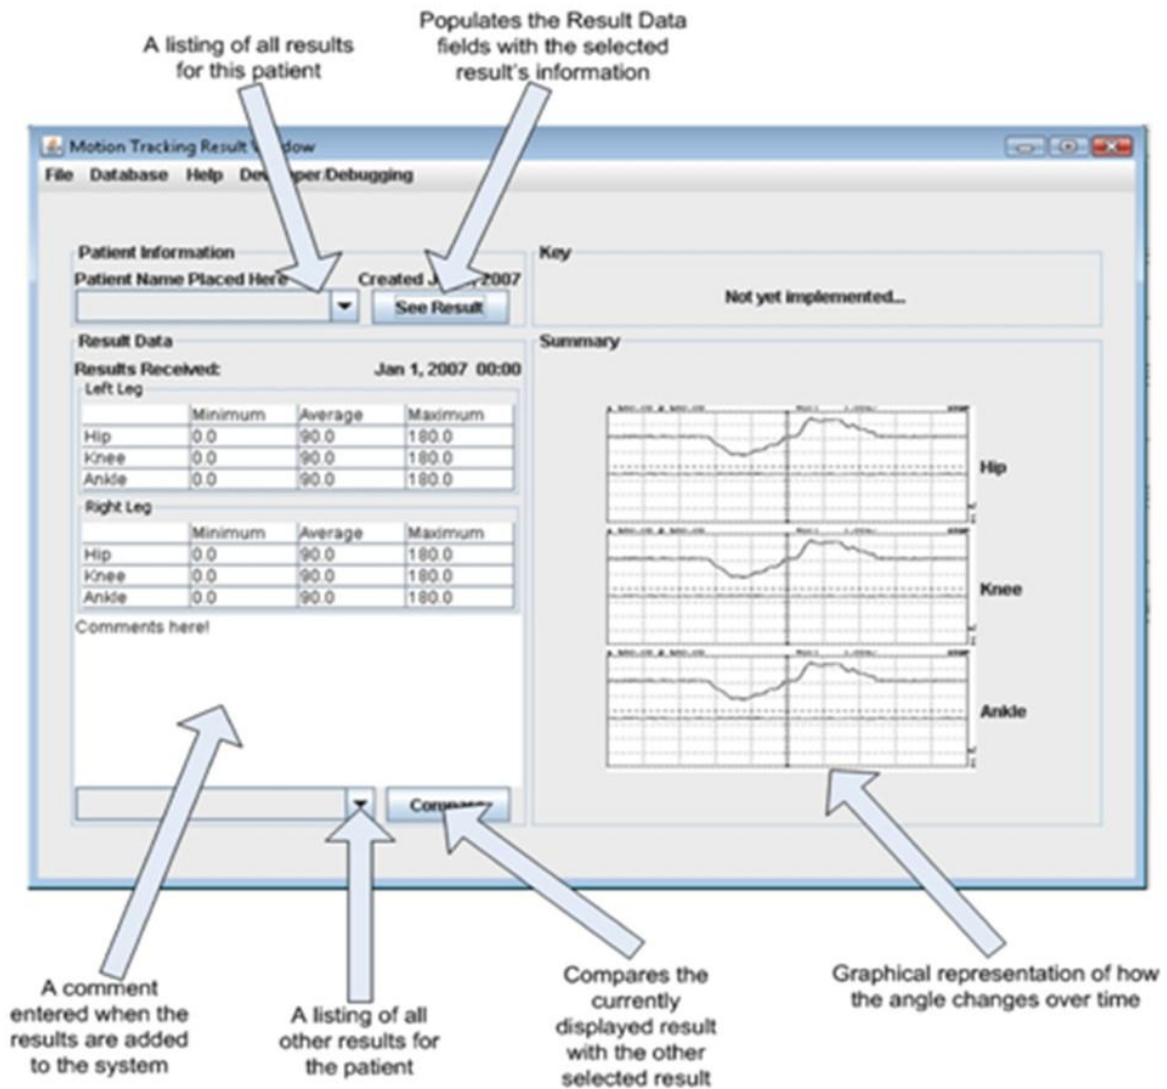 A listing of all results
for this patient
Populates the Result Data
fields with the selected
result's information
Motion Tracking Result
File Database Help
Patient Information
Patient Name Placed Here
Created 2007
See Result
Key
Not yet implemented...
Result Data
Results Received: Jan 1, 2007 00:00
Left Leg
Minimum Average Maximum
Hip 0.0 90.0 180.0
Knee 0.0 90.0 180.0
Ankle 0.0 90.0 180.0
Right Leg
Minimum Average Maximum
Hip 0.0 90.0 180.0
Knee 0.0 90.0 180.0
Ankle 0.0 90.0 180.0
Comments here!
Summary
Hip
Knee
Ankle
A comment
entered when the
results are added
to the system
A listing of all
other results for
the patient
Compares the
currently
displayed result
with the other
selected result
Graphical representation of how
the angle changes over time